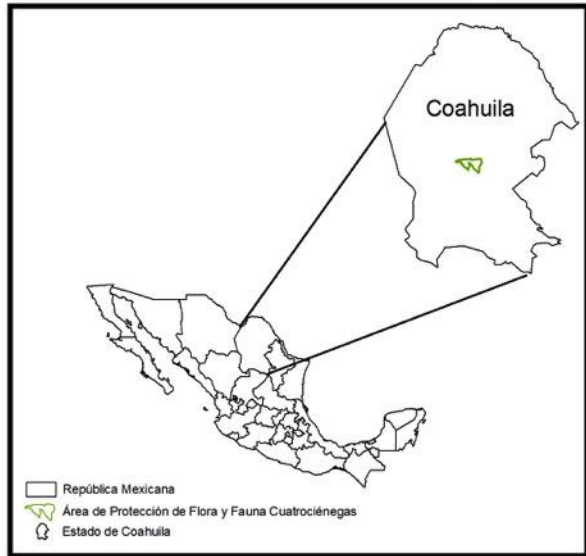 Coahuila
República Mexicana
Área de Protección de Flora y Fauna Cuatrociénegas
Estado de Coahuila